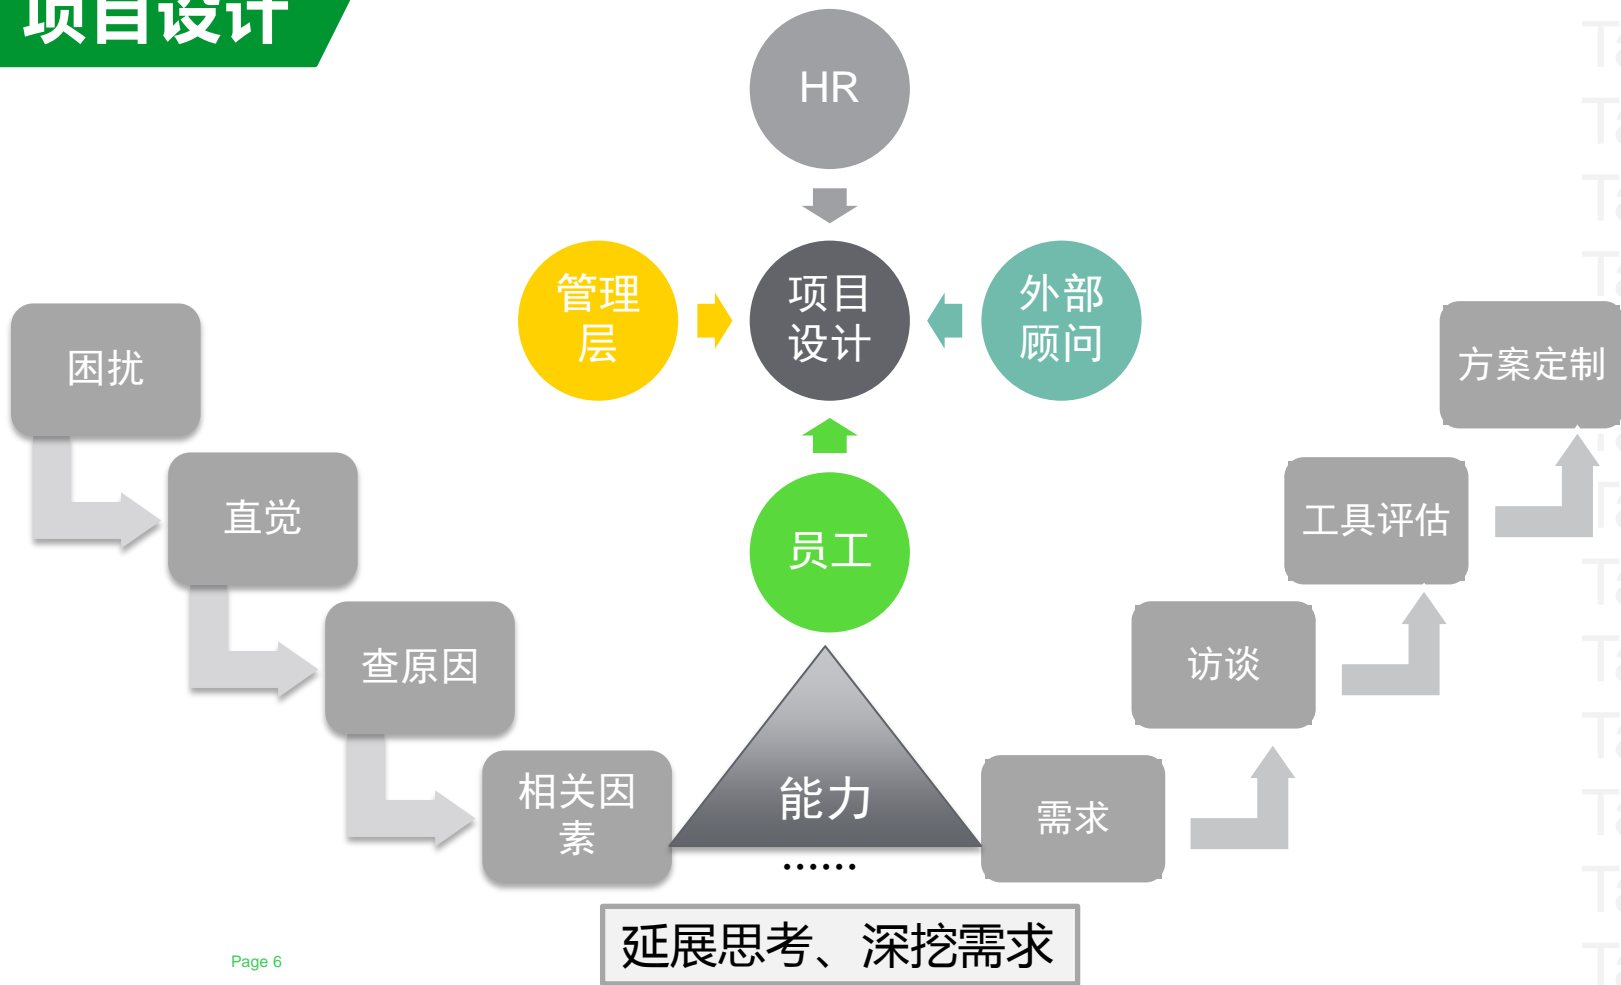 项目设计
HR
管理
层
项目
设计
外部
顾问
困扰
方案定制
直觉
工具评估
员工
查原因
访谈
相关因
素
能力
需求
......
延展思考、深挖需求
Page 6